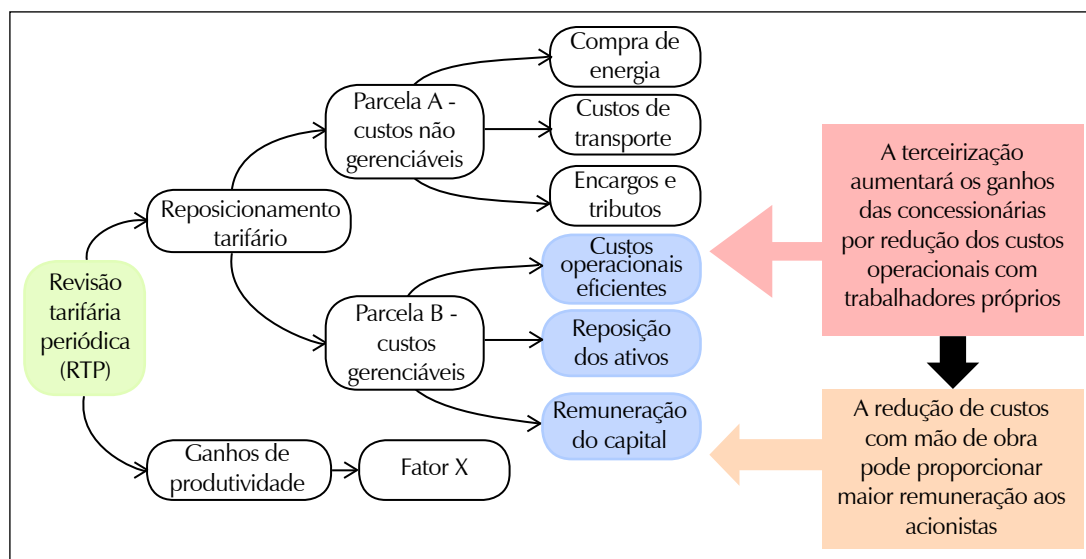 Compra de
energia
Parcela A -
custos não
gerenciáveis
Custos de
transporte
Encargos e
tributos
Reposicionamento
tarifário
Revisão
tarifária
periódica
(RTP)
Custos
operacionais
eficientes
Parcela B -
custos
gerenciáveis
Reposição
dos ativos
Remuneração
do capital
Ganhos de
produtividade
Fator X
A terceirização
aumentará os ganhos
das concessionárias
por redução dos custos
operacionais com
trabalhadores próprios
A redução de custos
com mão de obra
pode proporcionar
maior remuneração aos
acionistas